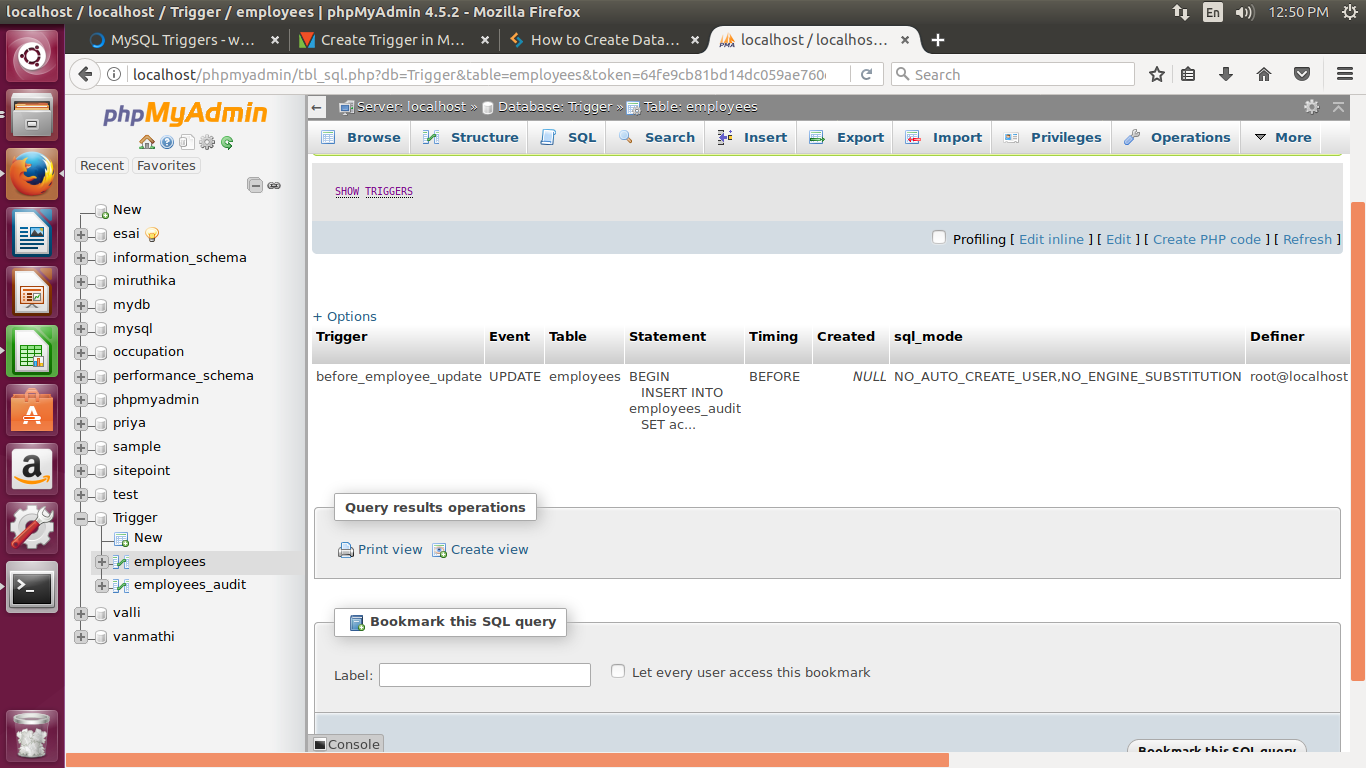 localhost / localhost / Trigger / employees | phpMyAdmin 4.5.2 - Mozilla Firefox
En
12:50 PM
MySQL Triggers - w... ×
Create Trigger in M... ×
How to Create Data... ×
PMA localhost / localhos... ×
localhost/phpmyadmin/tbl_sql.php?db=Trigger&table=employees&token=64fe9cb81bd14dc059ae760
Search
phpMyAdmin
Recent
Favorites
New
esai
information_schema
miruthika
mydb
mysql
occupation
performance_schema
phpmyadmin
priya
sample
sitepoint
test
Trigger
New
employees
employees_audit
valli
vanmathi
Server: localhost » Database: Trigger » Table: employees
Browse
Structure
SQL
Search
Insert
Export
Import
Privileges
Operations
More
SHOW TRIGGERS
Profiling [ Edit inline ] [ Edit ] [ Create PHP code ] [ Refresh ]
+ Options
Trigger Event Table Statement Timing Created sql_mode Definer
before_employee_update UPDATE employees BEGIN BEFORE NULL NO_AUTO_CREATE_USER,NO_ENGINE_SUBSTITUTION root@localhost
INSERT INTO
employees_audit
SET ac...
Query results operations
Print view
Create view
Bookmark this SQL query
Label:
Let every user access this bookmark
Console
Bookmark this SQL query